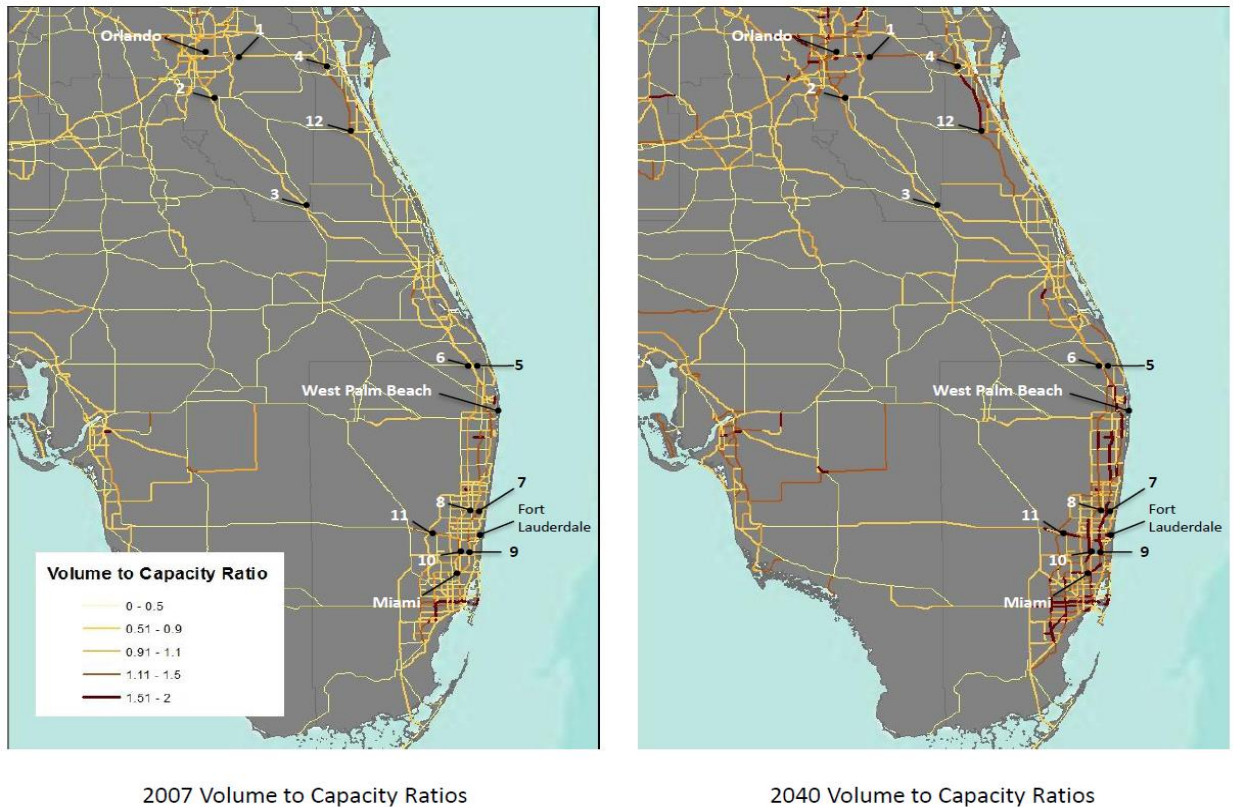 Orlando
1
4
2
12
3
6
5
West Palm Beach
7
8
Fort
Lauderdale
11
10
9
Miami
Volume to Capacity Ratio
0 - 0.5
0.51 - 0.9
0.91 - 1.1
1.11 - 1.5
1.51 - 2
2007 Volume to Capacity Ratios
Orlando
1
4
2
12
3
6
5
West Palm Beach
7
8
Fort
Lauderdale
11
10
9
Miami
2040 Volume to Capacity Ratios